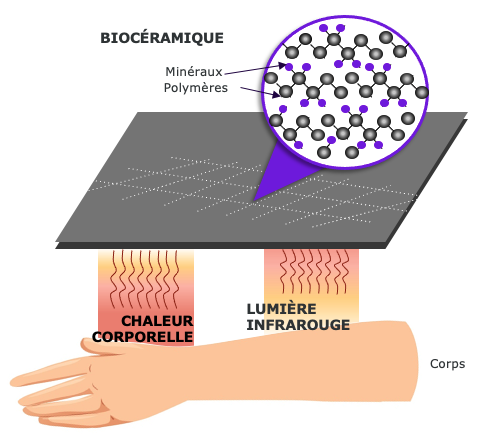 BIOCÉRAMIQUE
Minéraux
Polymères
CHALEUR
CORPORELLE
LUMIÈRE
INFRAROUGE
Corps